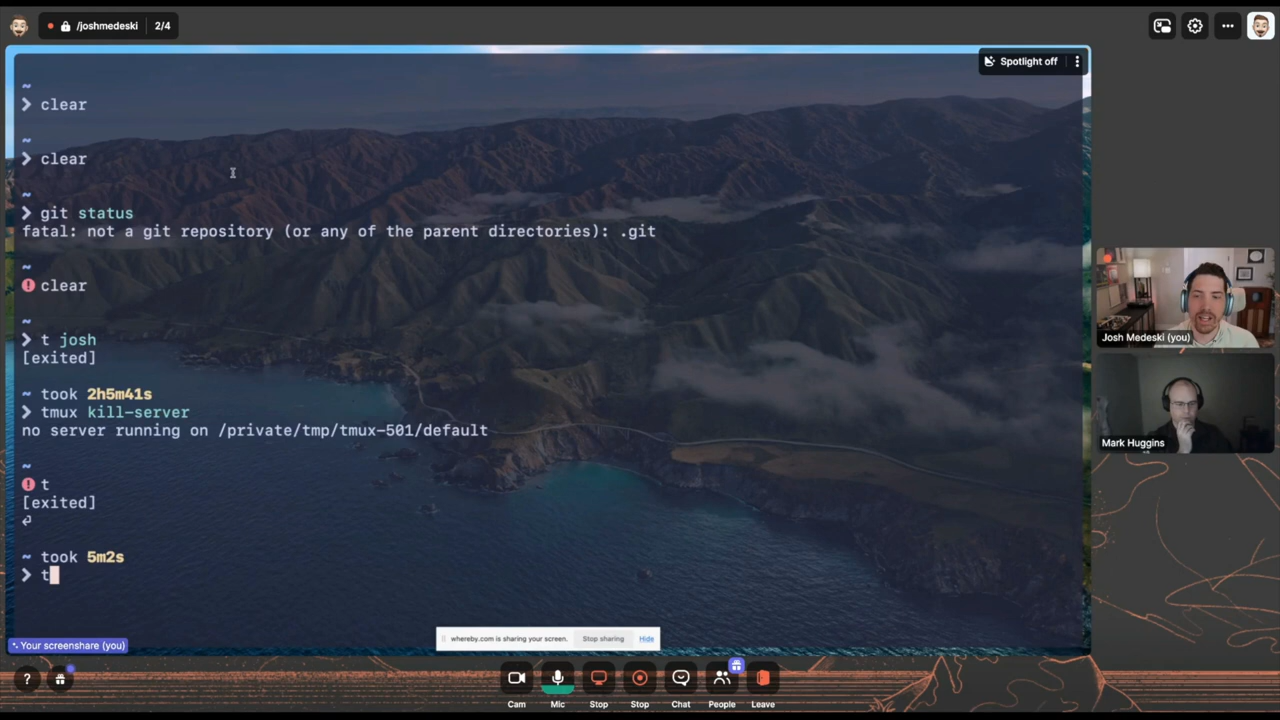 /joshmedeski 2/4
Spotlight off
~
❯ clear
~
❯ clear
~
❯ git status
fatal: not a git repository (or any of the parent directories): .git
~
! clear
~
❯ t josh
[exited]
~ took 2h5m41s
❯ tmux kill-server
no server running on /private/tmp/tmux-501/default
~
! t
[exited]
⏎
~ took 5m2s
❯ t
Josh Medeski (you)
Mark Huggins
whereby.com is sharing your screen. Stop sharing Hide
Your screenshare (you)
?
Cam Mic Stop Stop Chat People Leave